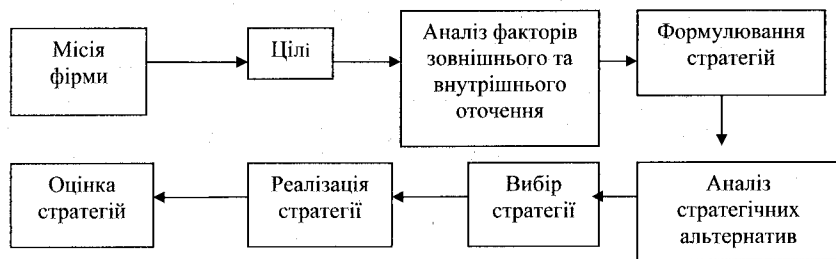 Місія
фірми
Цілі
Аналіз факторів
зовнішнього та
внутрішнього
оточення
Формулювання
стратегій
Оцінка
стратегій
Реалізація
стратегії
Вибір
стратегії
Аналіз
стратегічних
альтернатив